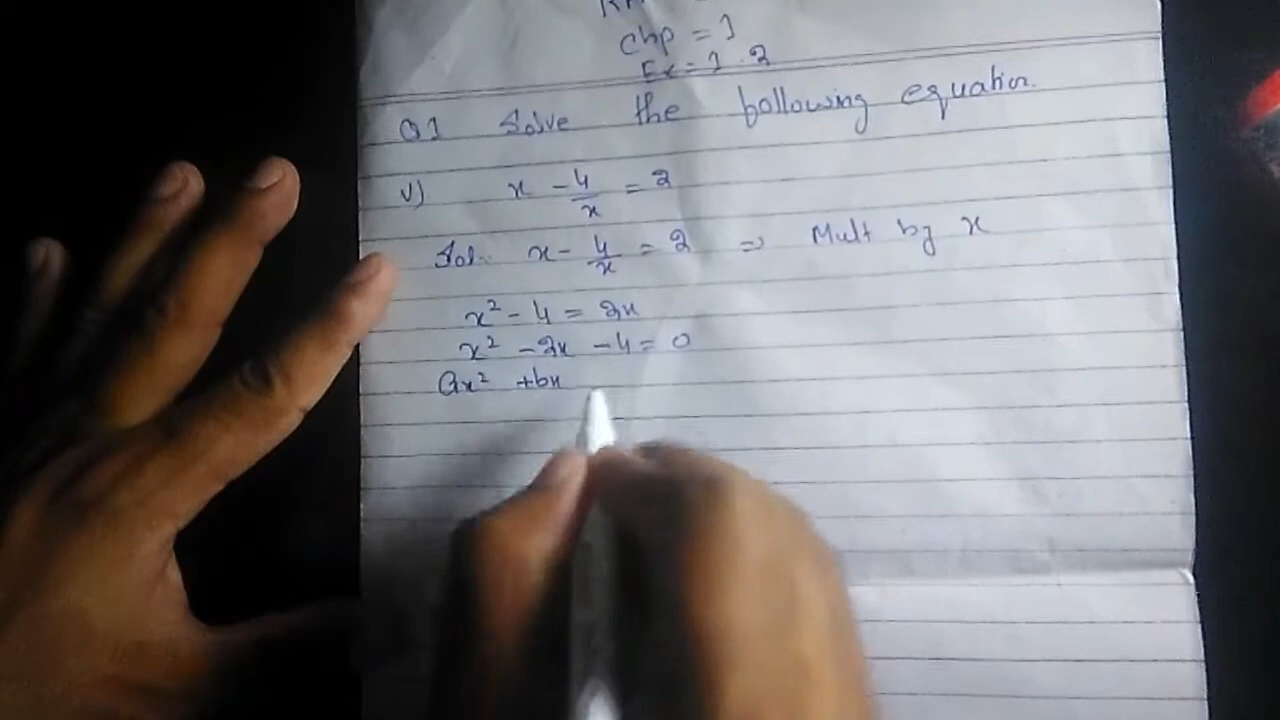 Chp = 1
Ex = 1.2
Q1 Solve the following equation.
v) x - 4/x = 2
Sol:- x - 4/x = 2 => Mult by x
x² - 4 = 2x
x² - 2x - 4 = 0
ax² + bx